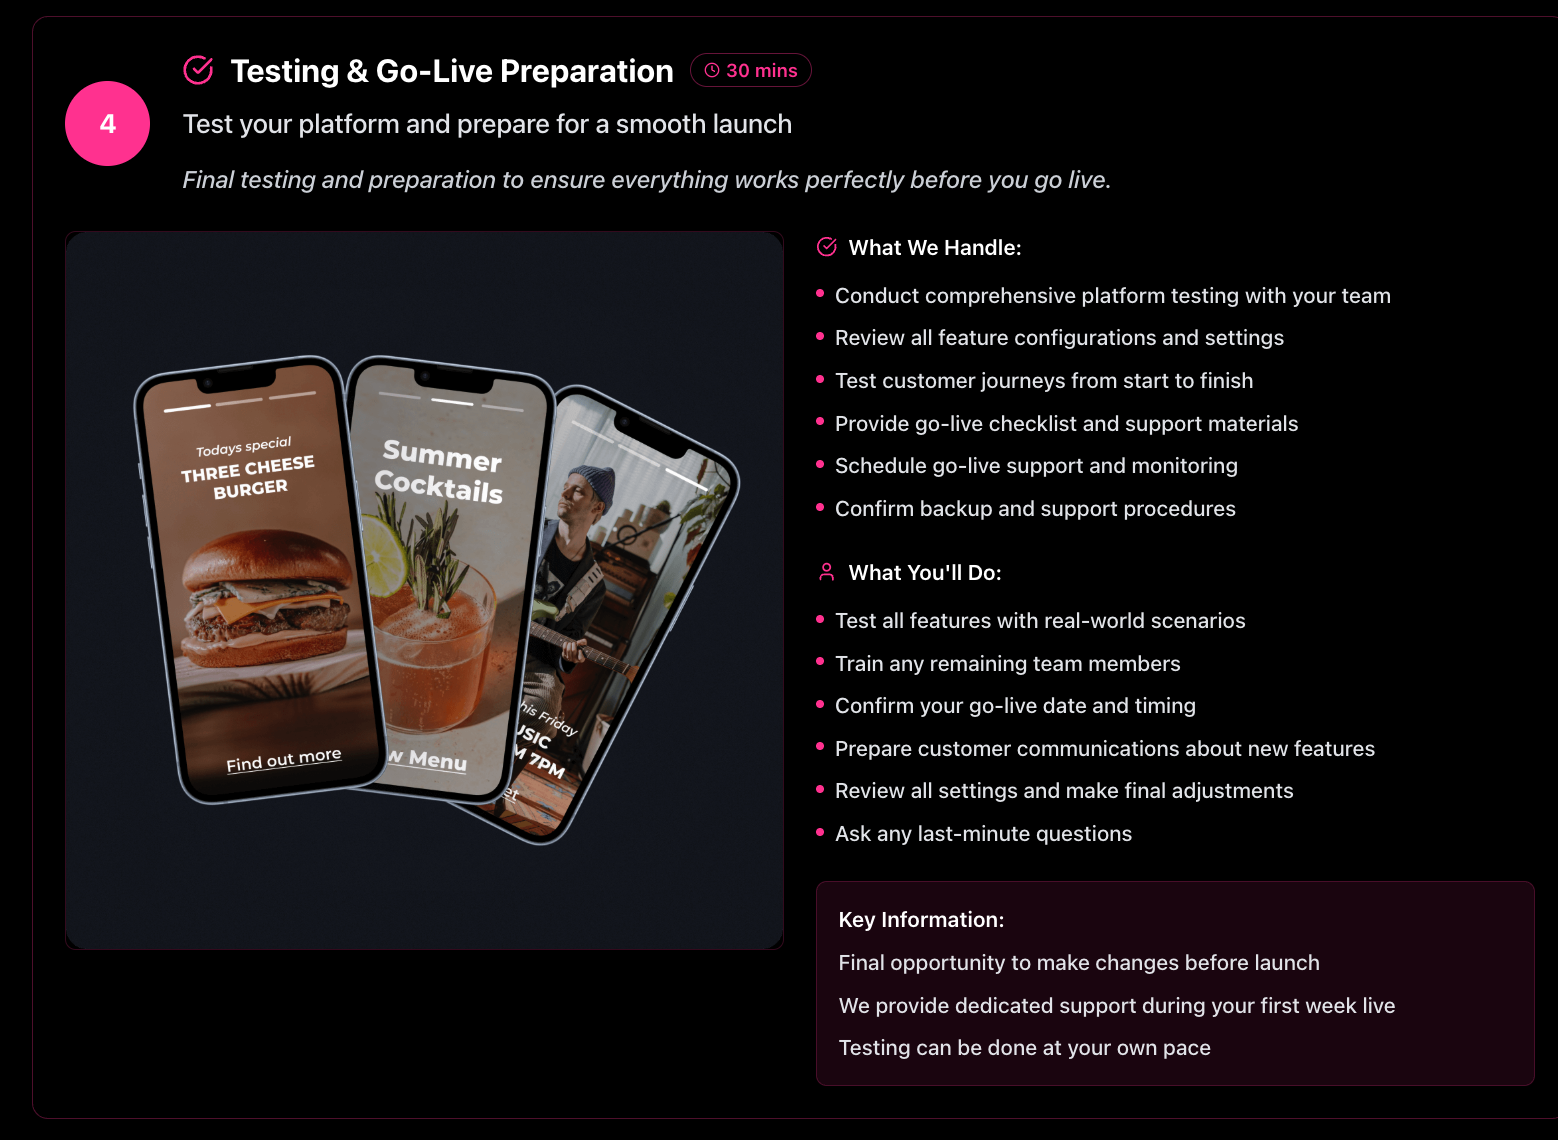 4
Testing & Go-Live Preparation
30 mins
Test your platform and prepare for a smooth launch
Final testing and preparation to ensure everything works perfectly before you go live.
Todays special
THREE CHEESE
BURGER
Find out more
Summer
Cocktails
Menu
Friday
7PM
What We Handle:
Conduct comprehensive platform testing with your team
Review all feature configurations and settings
Test customer journeys from start to finish
Provide go-live checklist and support materials
Schedule go-live support and monitoring
Confirm backup and support procedures
What You'll Do:
Test all features with real-world scenarios
Train any remaining team members
Confirm your go-live date and timing
Prepare customer communications about new features
Review all settings and make final adjustments
Ask any last-minute questions
Key Information:
Final opportunity to make changes before launch
We provide dedicated support during your first week live
Testing can be done at your own pace